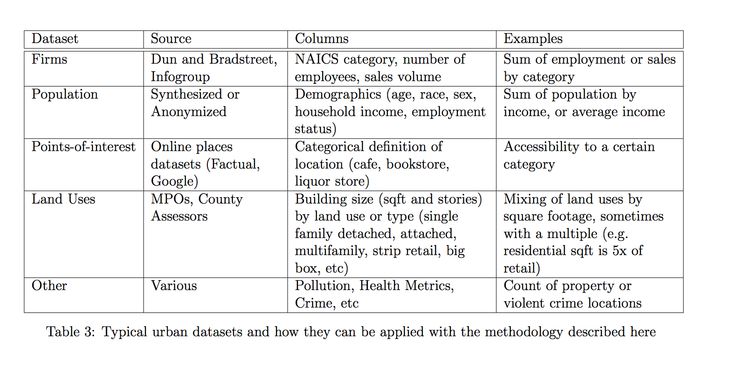 Dataset Source Columns Examples
Firms Dun and Bradstreet, NAICS category, number of Sum of employment or sales
Infogroup employees, sales volume by category
Population Synthesized or Demographics (age, race, sex, Sum of population by
Anonymized household income, employment income, or average income
status)
Points-of-interest Online places Categorical definition of Accessibility to a certain
datasets (Factual, location (cafe, bookstore, category
Google) liquor store)
Land Uses MPOs, County Building size (sqft and stories) Mixing of land uses by
Assessors by land use or type (single square footage, sometimes
family detached, attached, with a multiple (e.g.
multifamily, strip retail, big residential sqft is 5x of
box, etc) retail)
Other Various Pollution, Health Metrics, Count of property or
Crime, etc violent crime locations
Table 3: Typical urban datasets and how they can be applied with the methodology described here